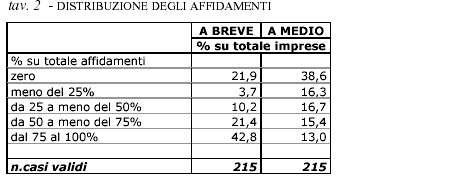 tav. 2 - DISTRIBUZIONE DEGLI AFFIDAMENTI
A BREVE A MEDIO
% su totale imprese
% su totale affidamenti
zero 21,9 38,6
meno del 25% 3,7 16,3
da 25 a meno del 50% 10,2 16,7
da 50 a meno del 75% 21,4 15,4
dal 75 al 100% 42,8 13,0
n.casi validi 215 215